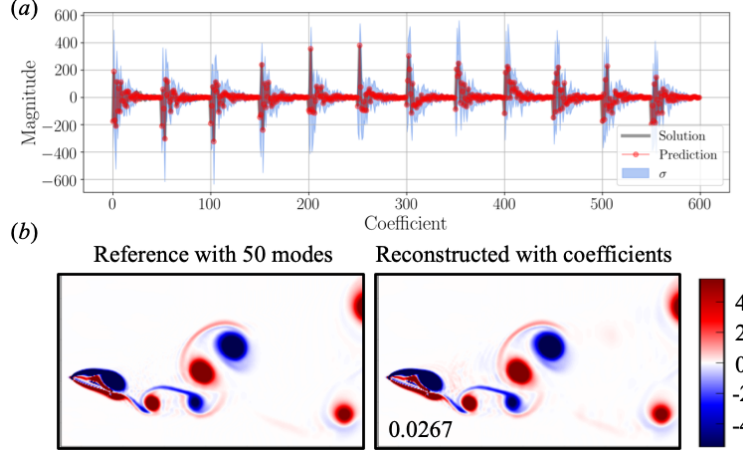 (a)
600
400
200
0
−200
−400
−600
Magnitude
0 100 200 300 400 500 600
Coefficient
Solution
Prediction
σ
(b)
Reference with 50 modes Reconstructed with coefficients
0.0267
4
2
0
-2
-4